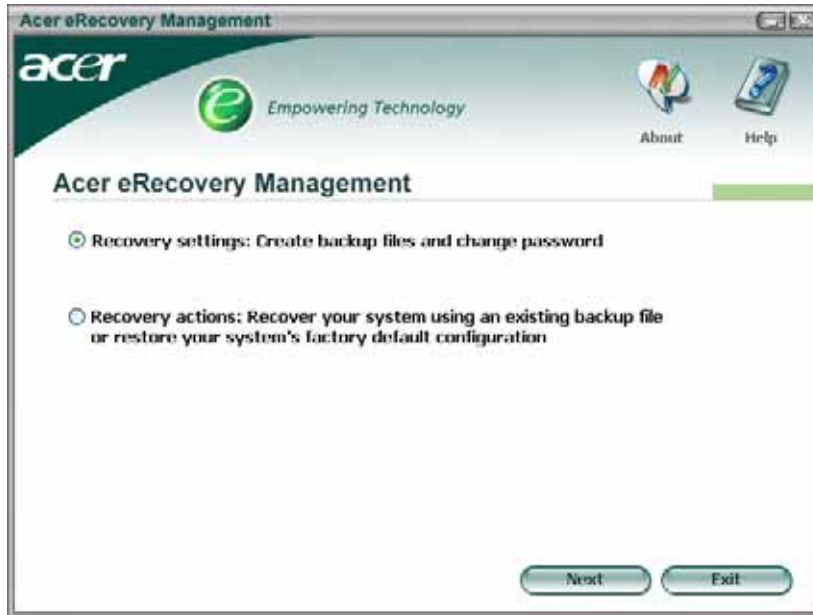 Acer eRecovery Management
acer
e Empowering Technology
About
Help
Acer eRecovery Management
Recovery settings: Create backup files and change password
Recovery actions: Recover your system using an existing backup file
or restore your system's factory default configuration
Next
Exit